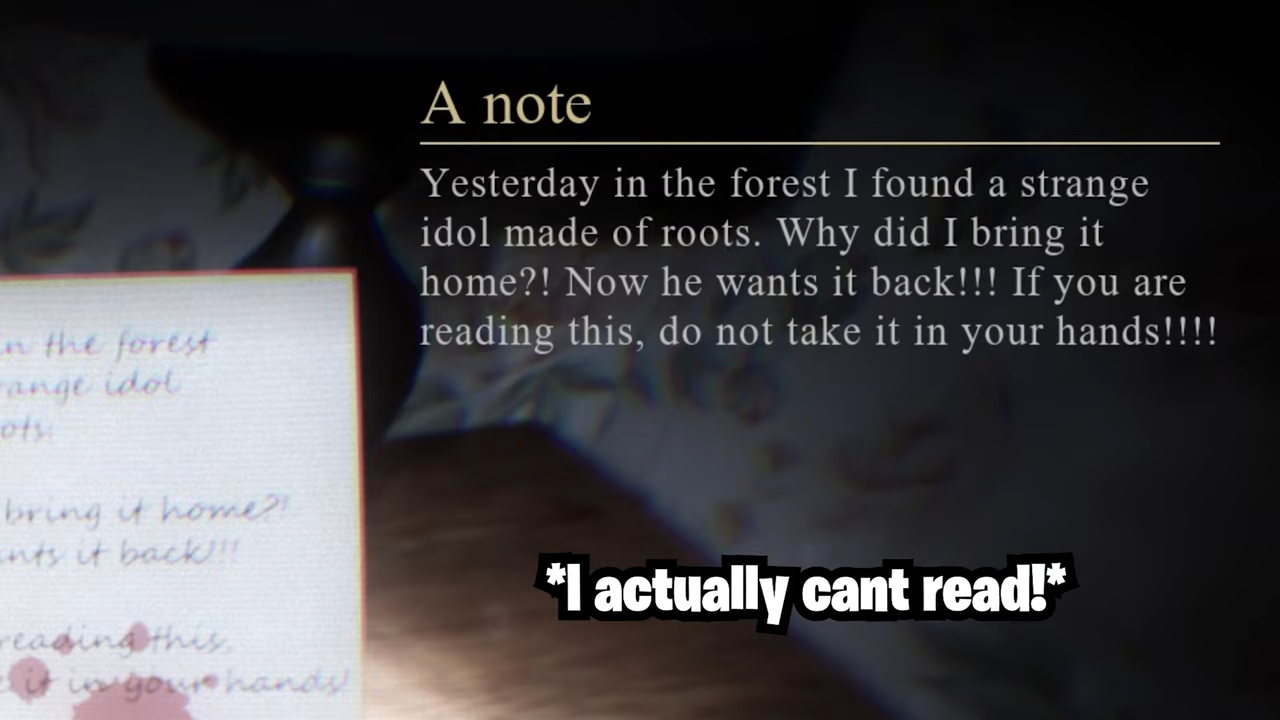 A note
Yesterday in the forest I found a strange
idol made of roots. Why did I bring it
home?! Now he wants it back!!! If you are
reading this, do not take it in your hands!!!!
in the forest
range idol
ots.
bring it home?!
nts it back!!!
reading this,
it in your hands!
*I actually cant read!*